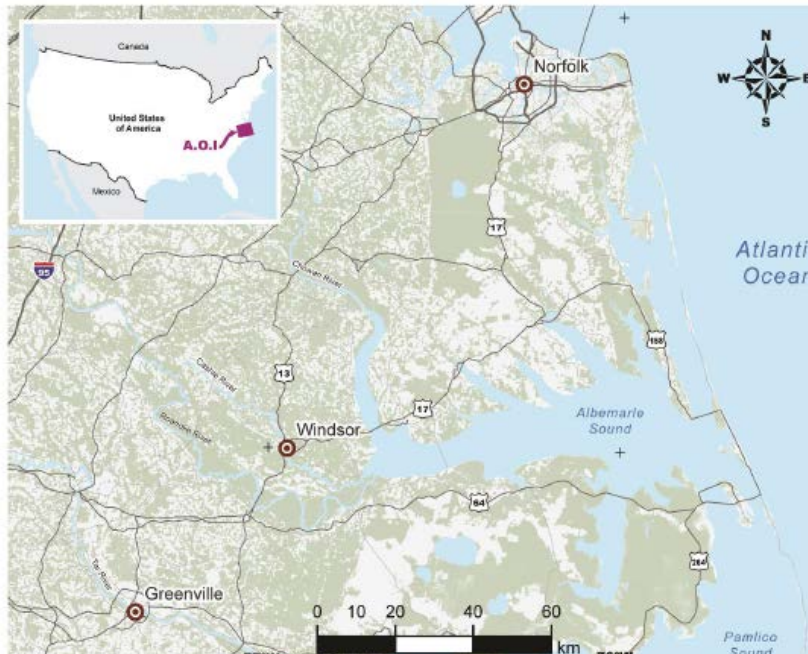 Canada
United States
of America
A.O.I
Mexico
Norfolk
N
W
E
S
17
Atlanti
Ocean
95
Chowan River
158
13
Cashie River
17
Albemarle
Sound
Roanoke River
Windsor
64
Tar River
264
Greenville
0 10 20 40 60
km
Pamlico
Sound